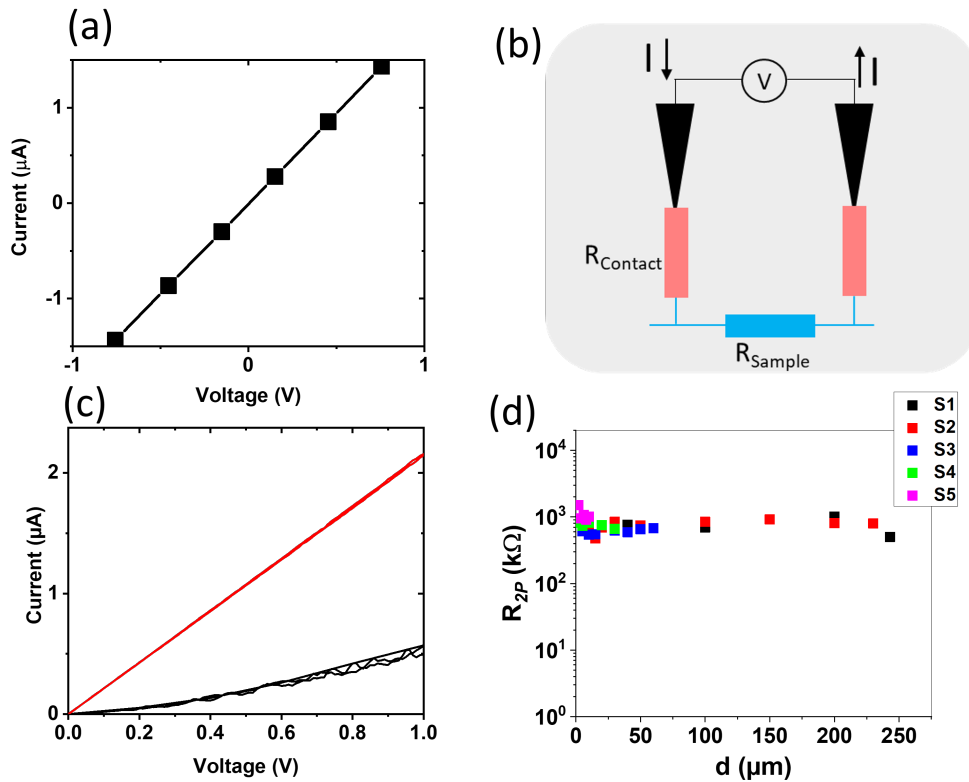 (a)
Current (μA)
1
0
-1
-1
0
1
Voltage (V)
(b)
I
V
I
R_Contact
R_Sample
(c)
Current (μA)
2
1
0
0.0
0.2
0.4
0.6
0.8
1.0
Voltage (V)
(d)
S1
S2
S3
S4
S5
R_2P (kΩ)
10^4
10^3
10^2
10^1
10^0
0
50
100
150
200
250
d (μm)